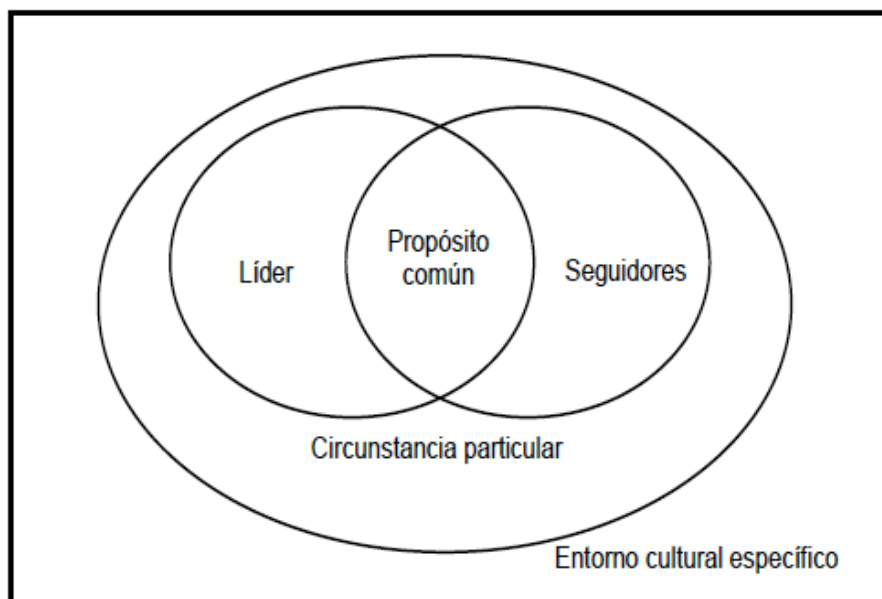 Líder
Propósito
común
Seguidores
Circunstancia particular
Entorno cultural específico